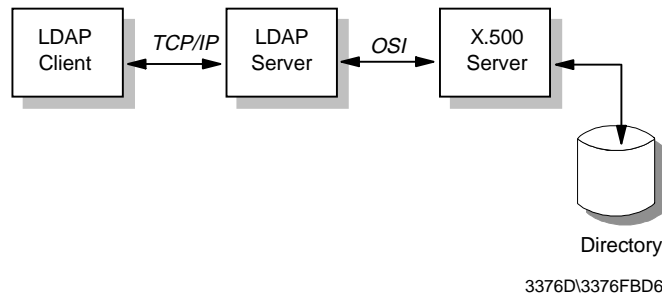 LDAP
Client
TCP/IP
LDAP
Server
OSI
X.500
Server
Directory
3376D\3376FBD6